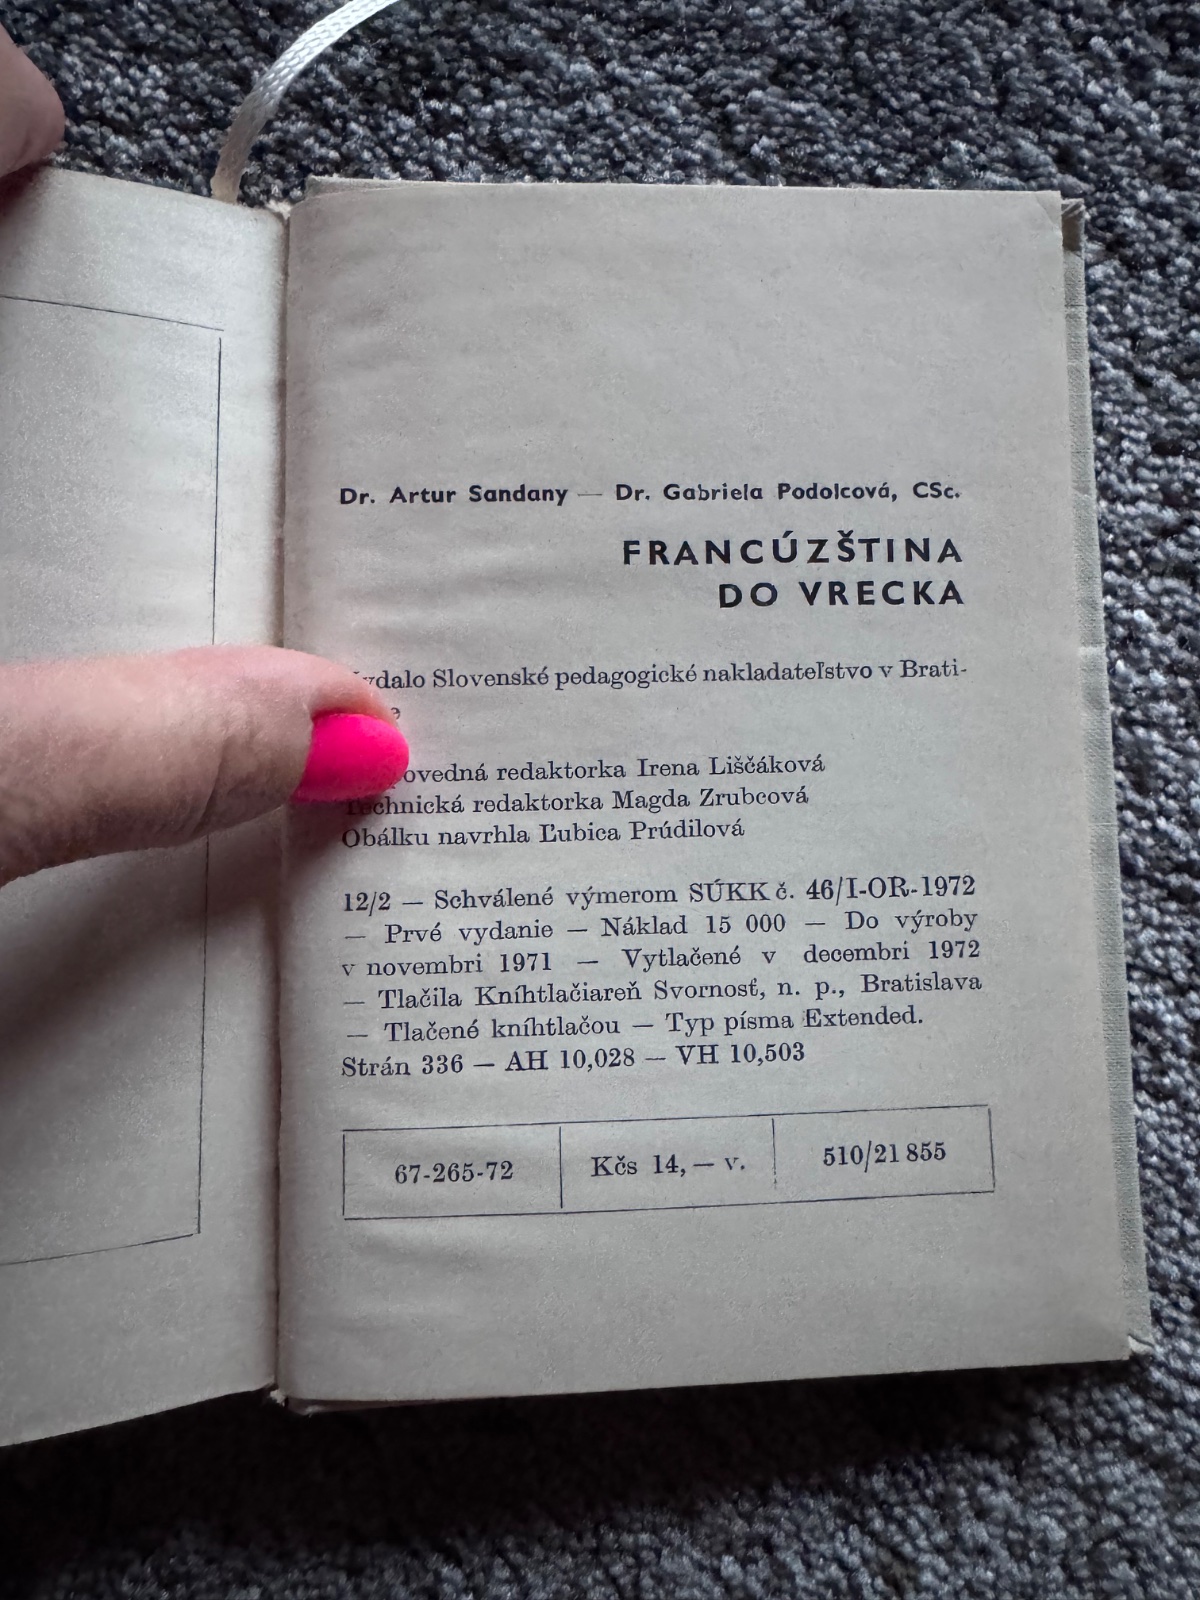 Dr. Artur Sandany — Dr. Gabriela Podolcová, CSc.
FRANCÚZŠTINA
DO VRECKA
Slovenské pedagogické nakladateľstvo v Brati-
redaktorka Irena Liščáková
Technická redaktorka Magda Zrubcová
Obálku navrhla Ľubica Prúdilová
12/2 — Schválené výmerom SÚKK č. 46/I-OR-1972
— Prvé vydanie — Náklad 15 000 — Do výroby
v novembri 1971 — Vytlačené v decembri 1972
— Tlačila Kníhtlačiareň Svornosť, n. p., Bratislava
— Tlačené kníhtlačou — Typ písma Extended.
Strán 336 — AH 10,028 — VH 10,503
67-265-72 Kčs 14,— v. 510/21 855